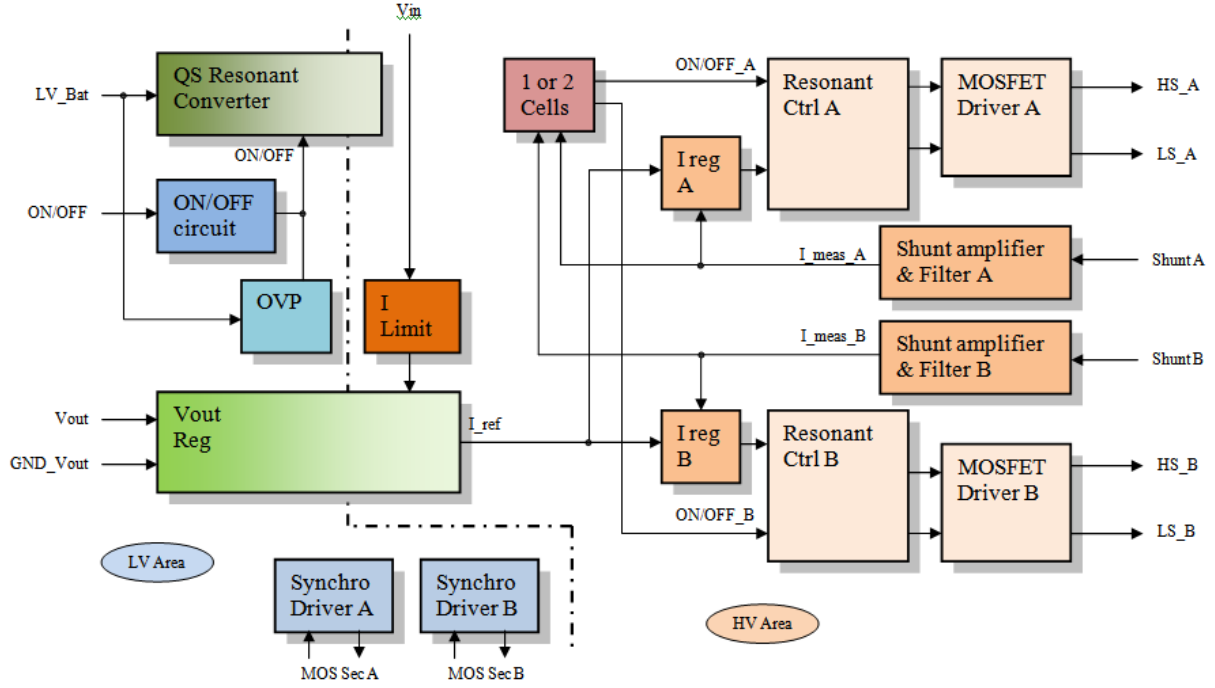 Vin
QS Resonant
Converter
LV_Bat
ON/OFF
ON/OFF
ON/OFF
circuit
OVP
I
Limit
Vout
GND_Vout
Vout
Reg
I_ref
LV Area
Synchro
Driver A
Synchro
Driver B
MOS Sec A
MOS Sec B
1 or 2
Cells
ON/OFF_A
Resonant
Ctrl A
MOSFET
Driver A
HS_A
LS_A
I reg
A
I_meas_A
Shunt amplifier
& Filter A
Shunt A
I_meas_B
Shunt amplifier
& Filter B
Shunt B
I reg
B
Resonant
Ctrl B
MOSFET
Driver B
HS_B
LS_B
ON/OFF_B
HV Area